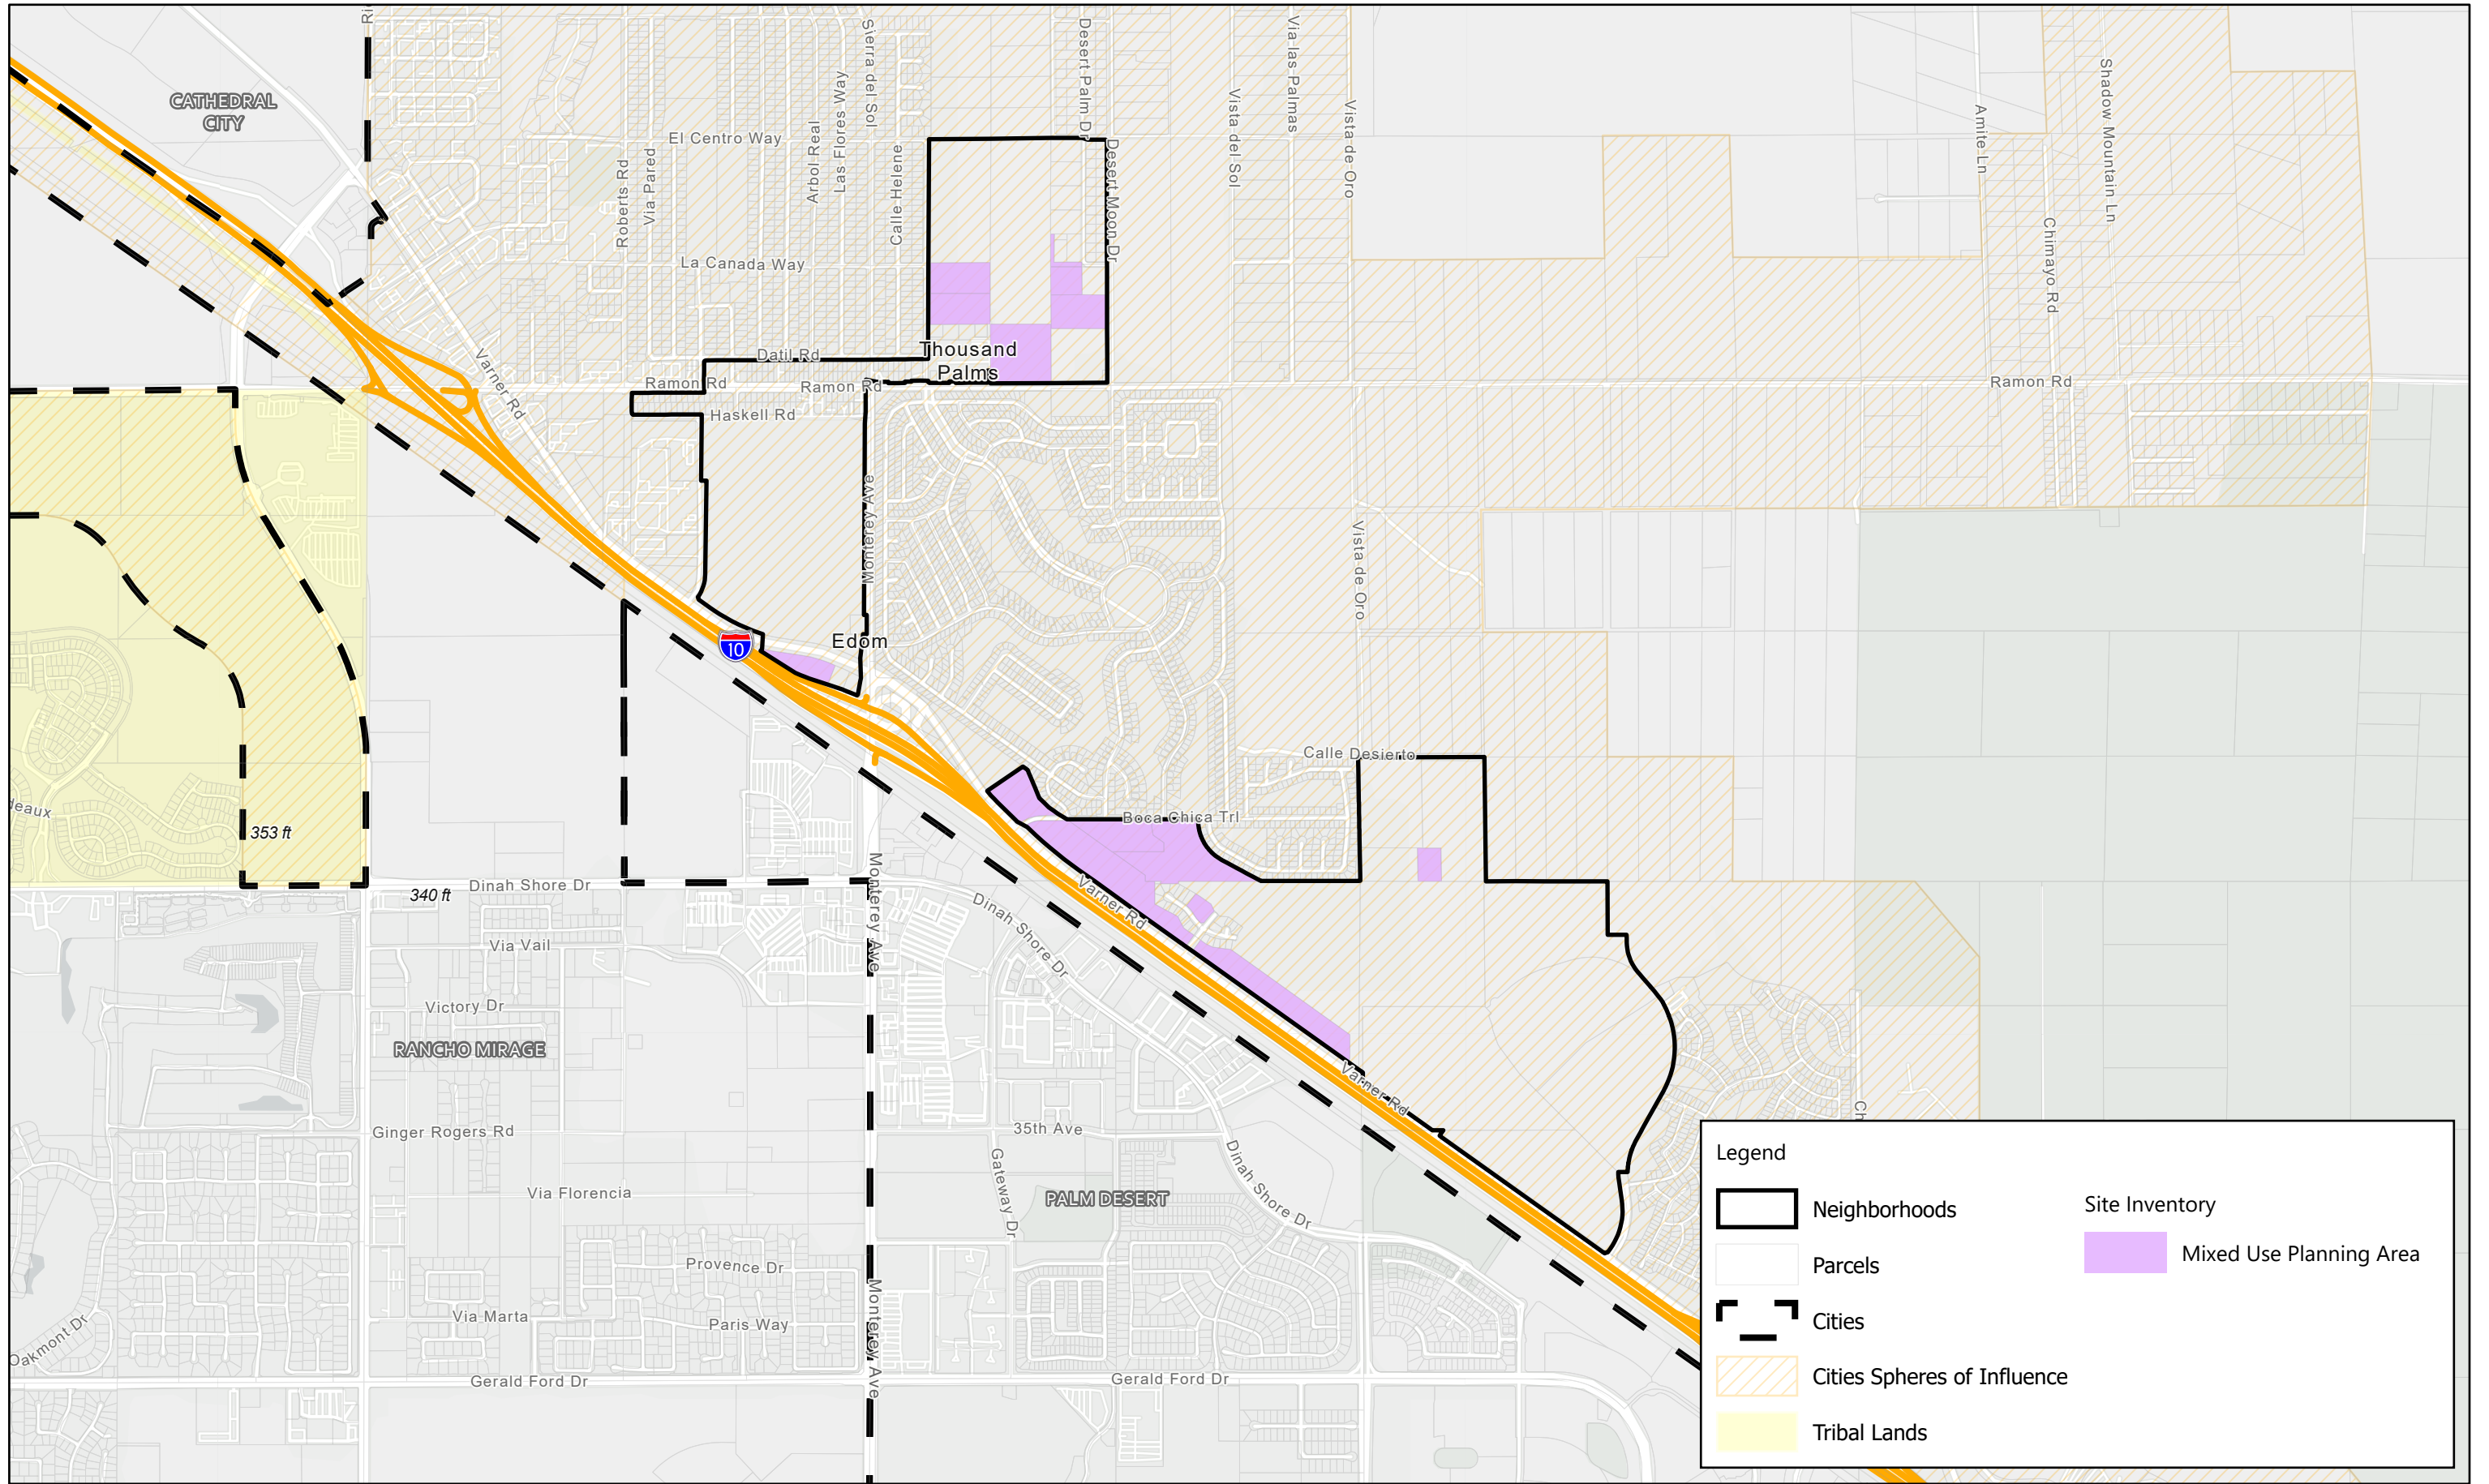 Sierra del Sol
Desert Palm Dr
Via las Palmas
Shadow Mountain Ln
CATHEDRAL
CITY
Las Flores Way
Vista del Sol
Vista de Oro
Amite Ln
El Centro Way
Arbol Real
Calle Helene
Desert Moon Dr
Roberts Rd
Via Pared
Chimayo Rd
La Canada Way
Varner Rd
Datil Rd
Thousand
Palms
Ramon Rd
Ramon Rd
Ramon Rd
Haskell Rd
Monterey Ave
Vista de Oro
Edom
10
Calle Desierto
deaux
353 ft
Boca Chica Trl
340 ft
Dinah Shore Dr
Monterey Ave
Varner Rd
Dinah Shore Dr
Via Vail
Victory Dr
RANCHO MIRAGE
Varner Rd
Ginger Rogers Rd
35th Ave
Ch
Gateway Dr
Dinah Shore Dr
Via Florencia
PALM DESERT
Provence Dr
Via Marta
Paris Way
Monterey Ave
Oakmont Dr
Gerald Ford Dr
Gerald Ford Dr
Legend
Neighborhoods
Parcels
Cities
Cities Spheres of Influence
Tribal Lands
Site Inventory
Mixed Use Planning Area